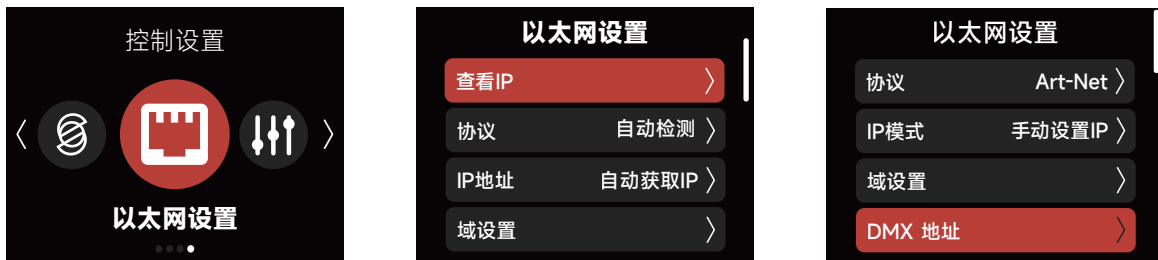 控制设置
以太网设置
以太网设置
查看IP
协议 自动检测
IP地址 自动获取IP
域设置
以太网设置
协议 Art-Net
IP模式 手动设置IP
域设置
DMX 地址